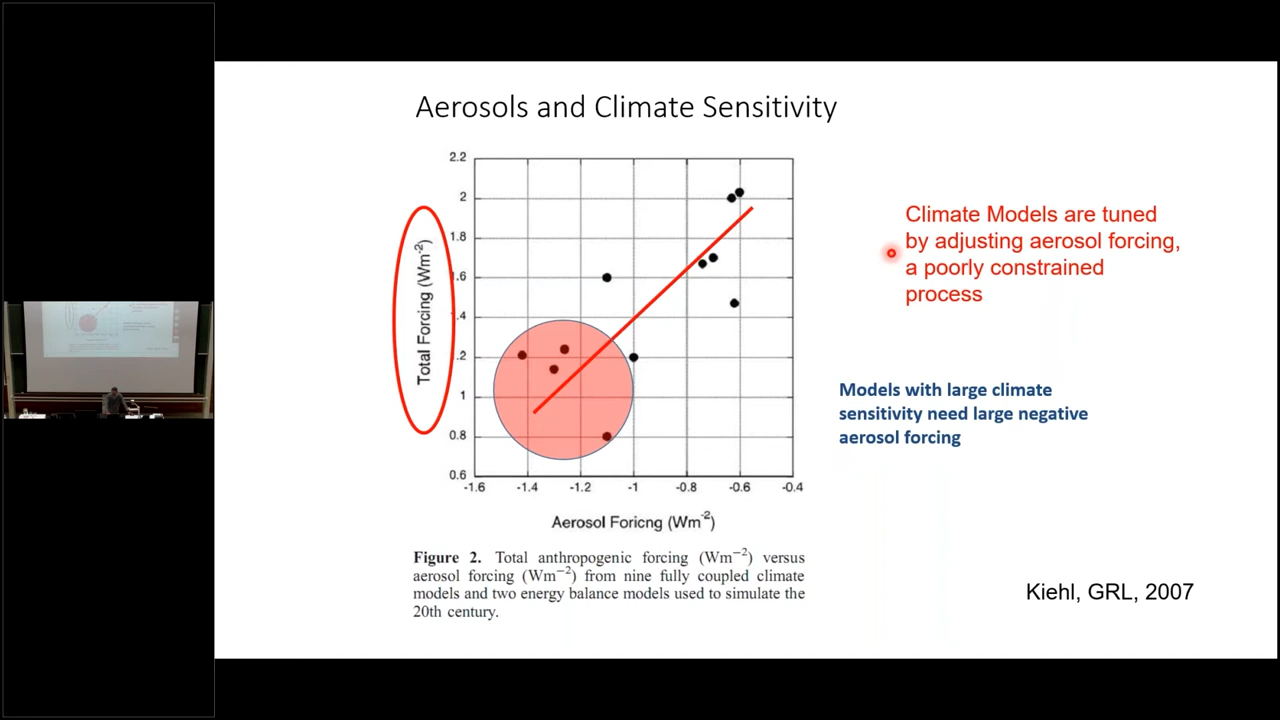 Aerosols and Climate Sensitivity
2.2
2
1.8
1.6
1.4
1.2
1
0.8
0.6
-1.6 -1.4 -1.2 -1 -0.8 -0.6 -0.4
Total Forcing (Wm-2)
Aerosol Foricng (Wm-2)
Climate Models are tuned
by adjusting aerosol forcing,
a poorly constrained
process
Models with large climate
sensitivity need large negative
aerosol forcing
Figure 2. Total anthropogenic forcing (Wm−2) versus
aerosol forcing (Wm−2) from nine fully coupled climate
models and two energy balance models used to simulate the
20th century.
Kiehl, GRL, 2007